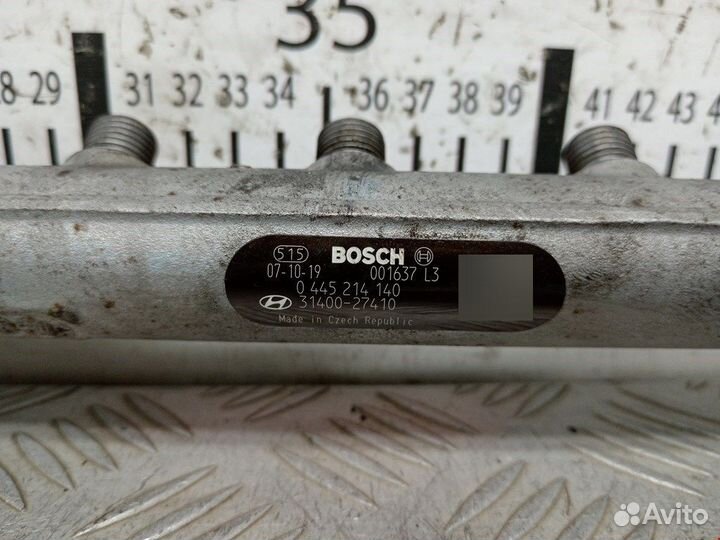 35
28 29 31 32 33 34 36 37 38 39 41 42 43
515 BOSCH
07-10-19 001637 L3
0 445 214 140
31400-27410
Made in Czech Republic
Avito